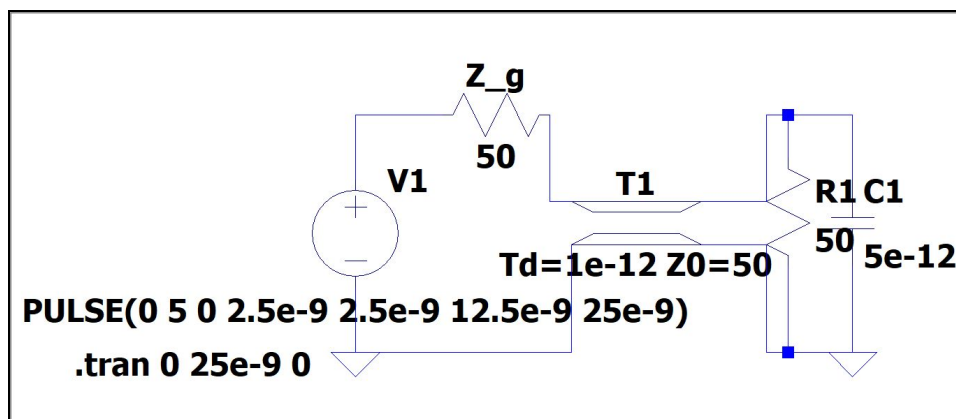 Z_g
50
V1
T1
R1 C1
50 5e-12
Td=1e-12 Z0=50
PULSE(0 5 0 2.5e-9 2.5e-9 12.5e-9 25e-9)
.tran 0 25e-9 0